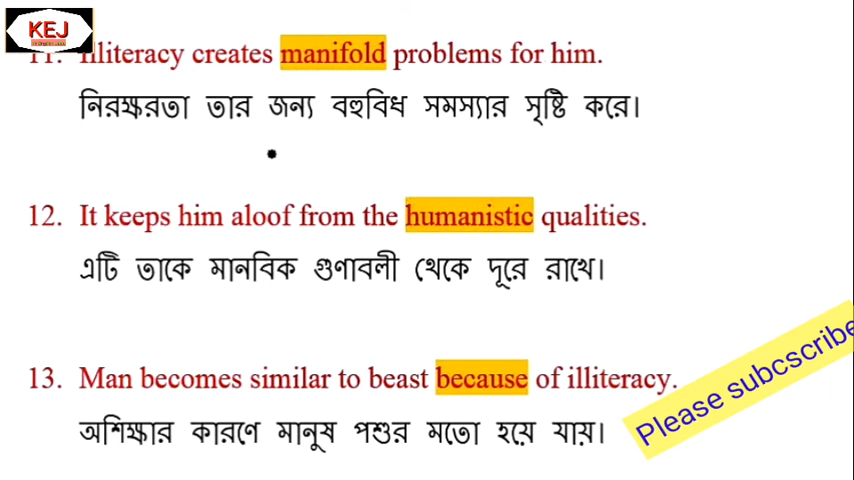 KEJ
11. Illiteracy creates manifold problems for him.
নিরক্ষরতা তার জন্য বহুবিধ সমস্যার সৃষ্টি করে।
12. It keeps him aloof from the humanistic qualities.
এটি তাকে মানবিক গুণাবলী থেকে দূরে রাখে।
13. Man becomes similar to beast because of illiteracy.
অশিক্ষার কারণে মানুষ পশুর মতো হয়ে যায়।
Please subcscribe